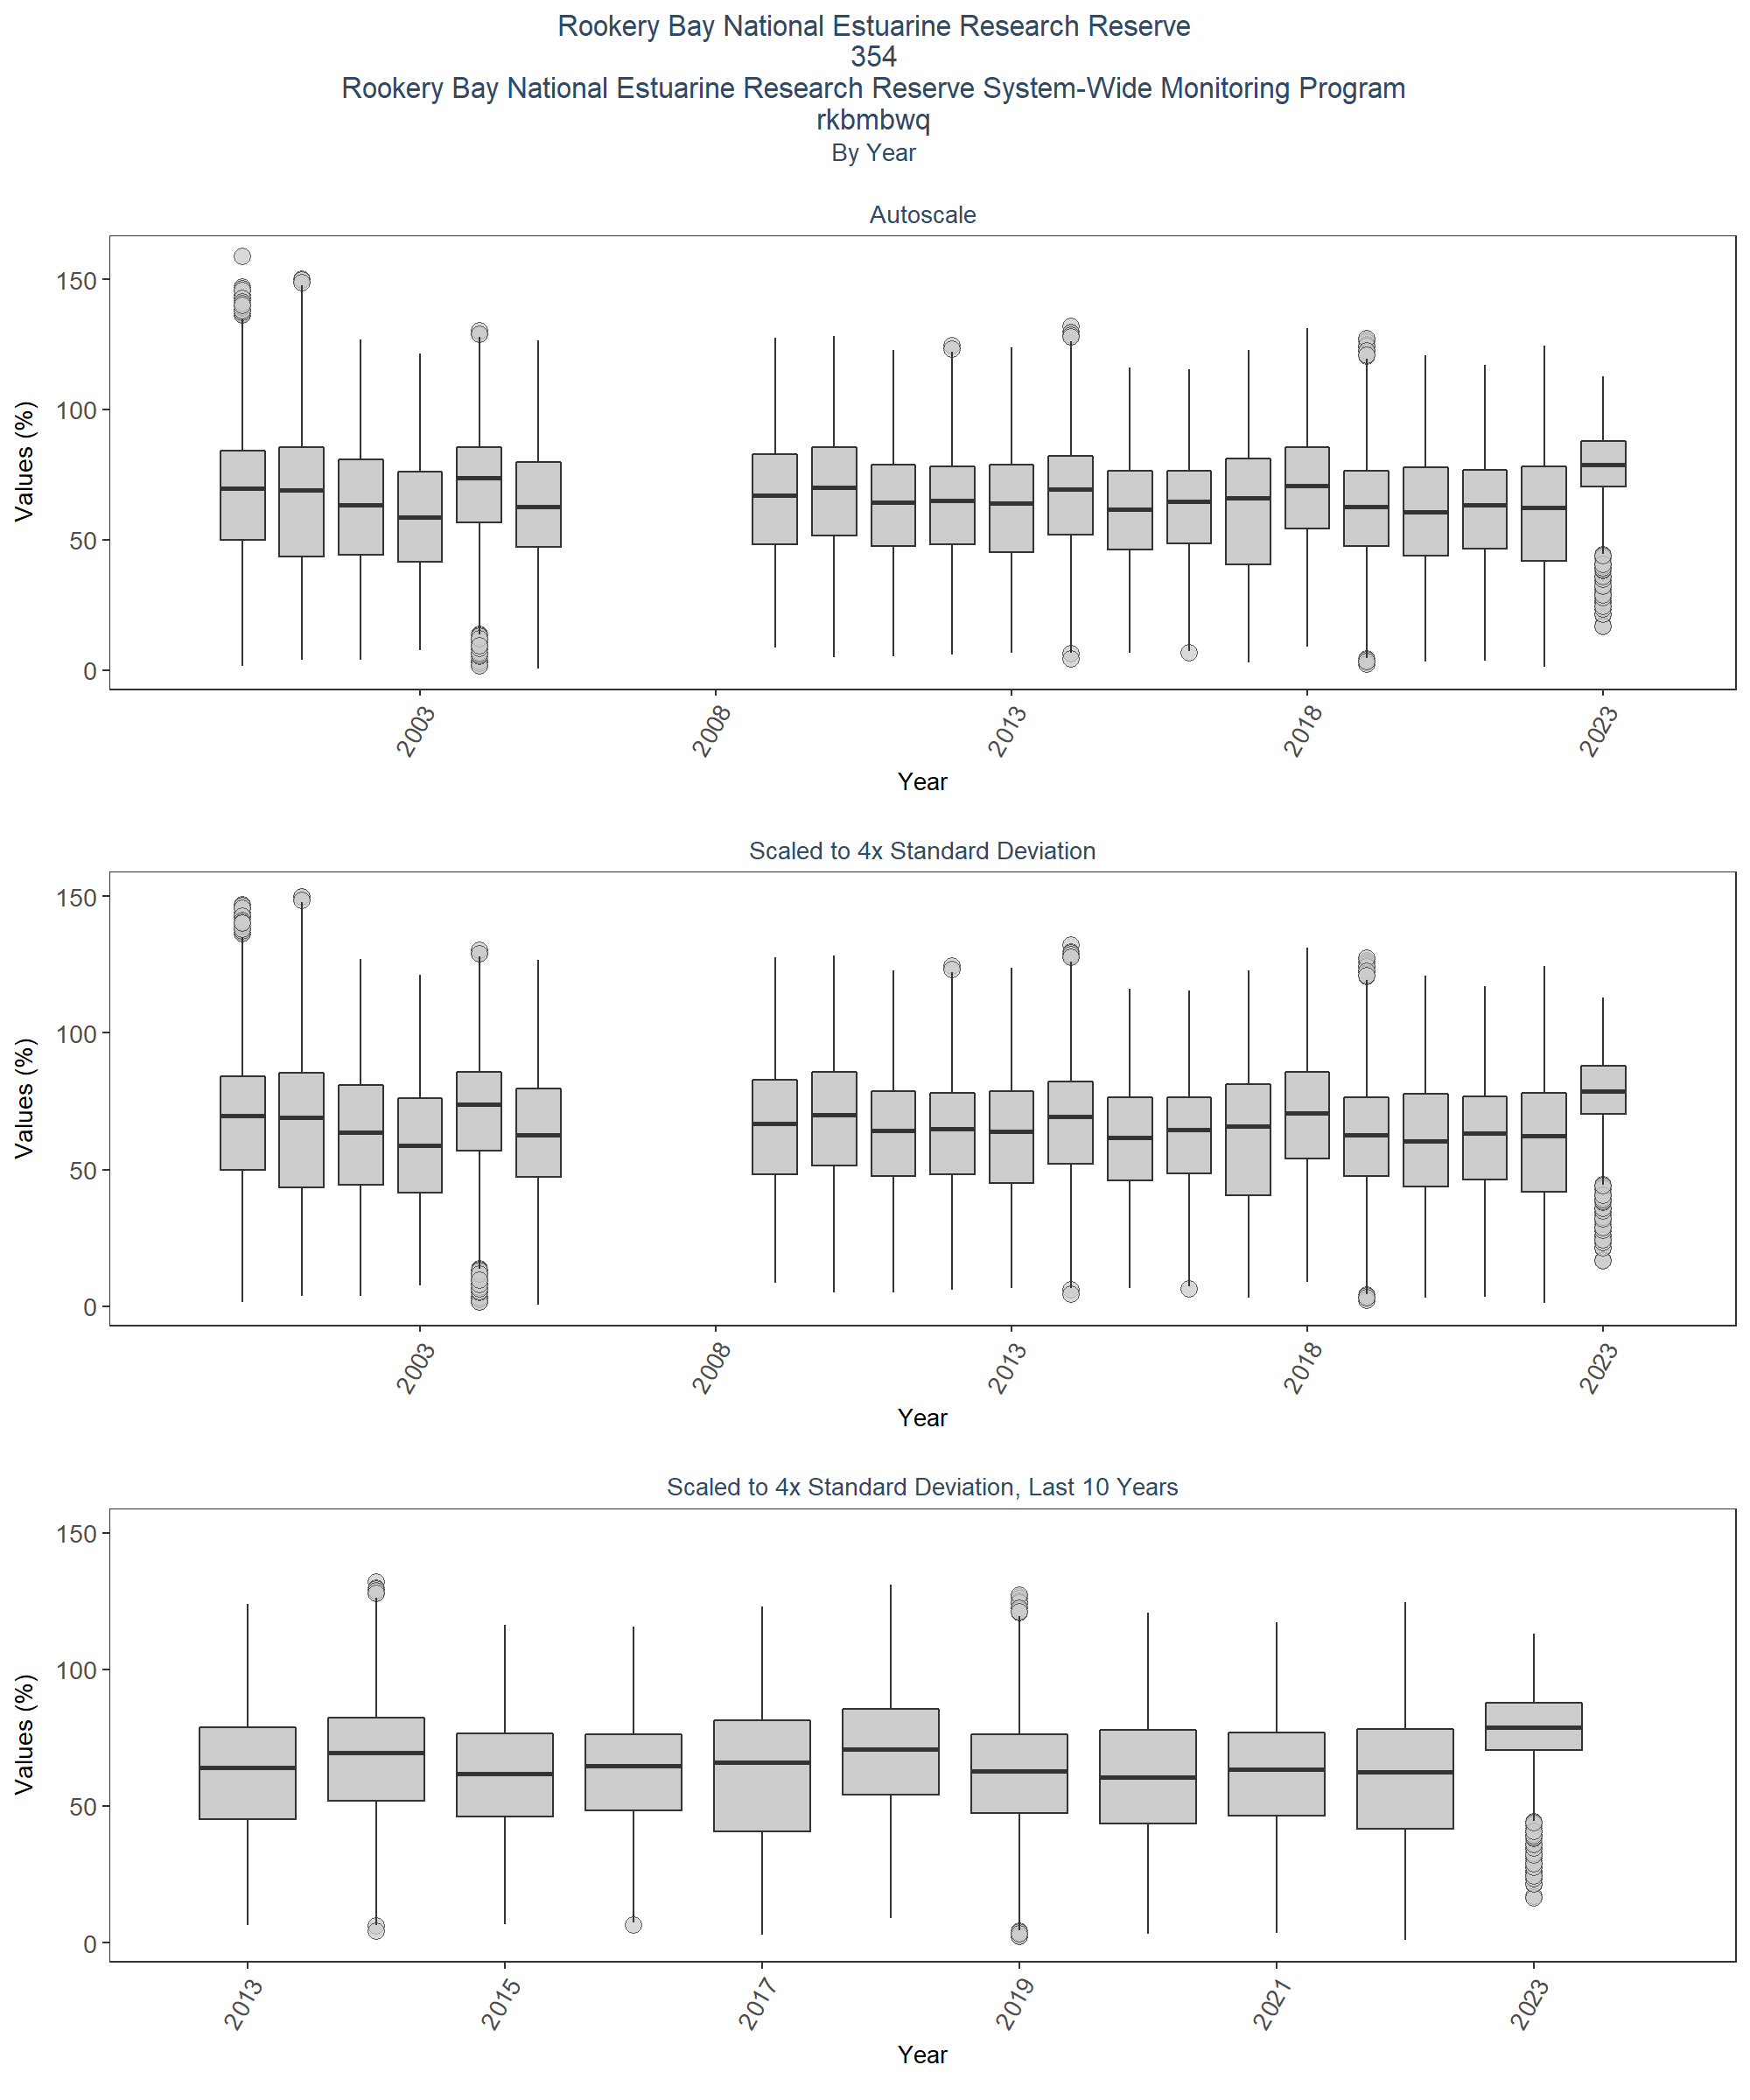 Rookery Bay National Estuarine Research Reserve
354
Rookery Bay National Estuarine Research Reserve System-Wide Monitoring Program
rkbmbwq
By Year
Autoscale
Values (%)
150
100
50
0
2003
2008
2013
2018
2023
Year
Scaled to 4x Standard Deviation
Values (%)
150
100
50
0
2003
2008
2013
2018
2023
Year
Scaled to 4x Standard Deviation, Last 10 Years
Values (%)
150
100
50
0
2013
2015
2017
2019
2021
2023
Year